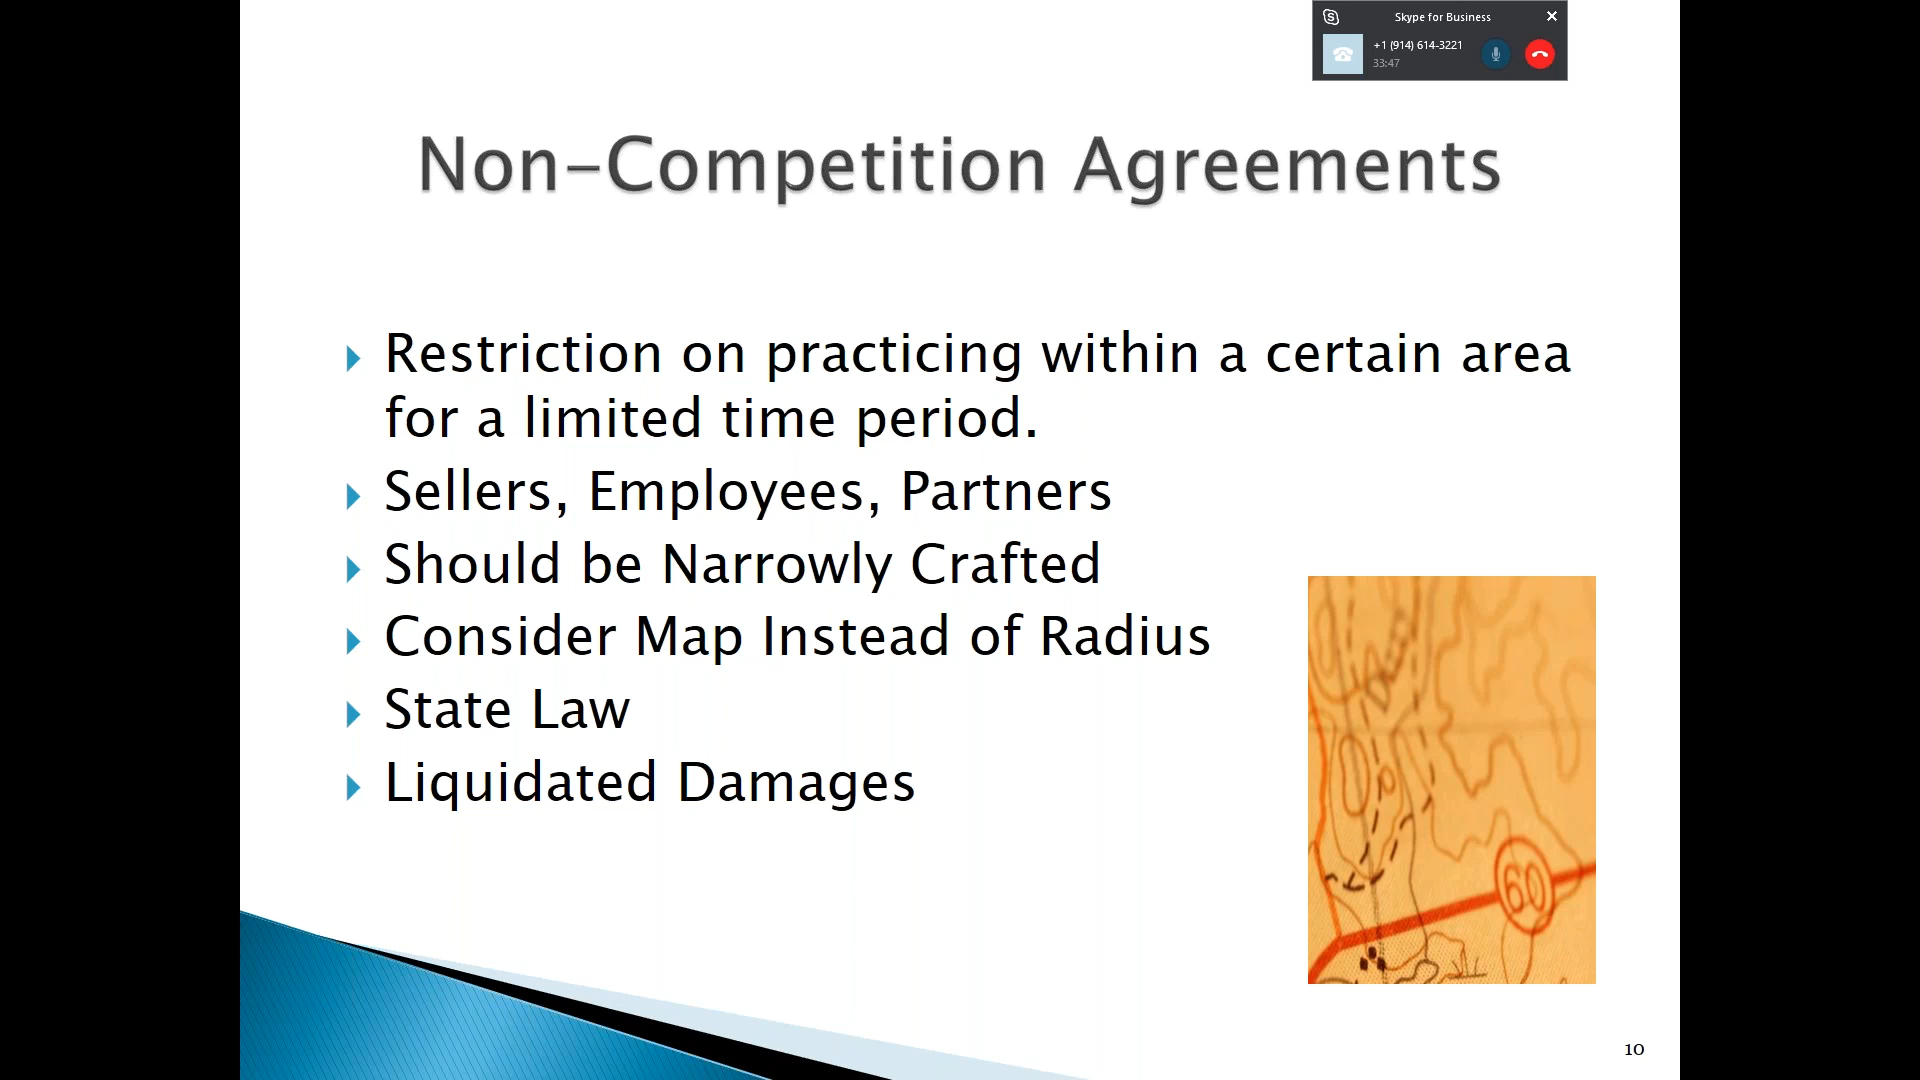 Skype for Business
+1 (914) 614-3221
33:47
Non-Competition Agreements
Restriction on practicing within a certain area
for a limited time period.
Sellers, Employees, Partners
Should be Narrowly Crafted
Consider Map Instead of Radius
State Law
Liquidated Damages
60
10